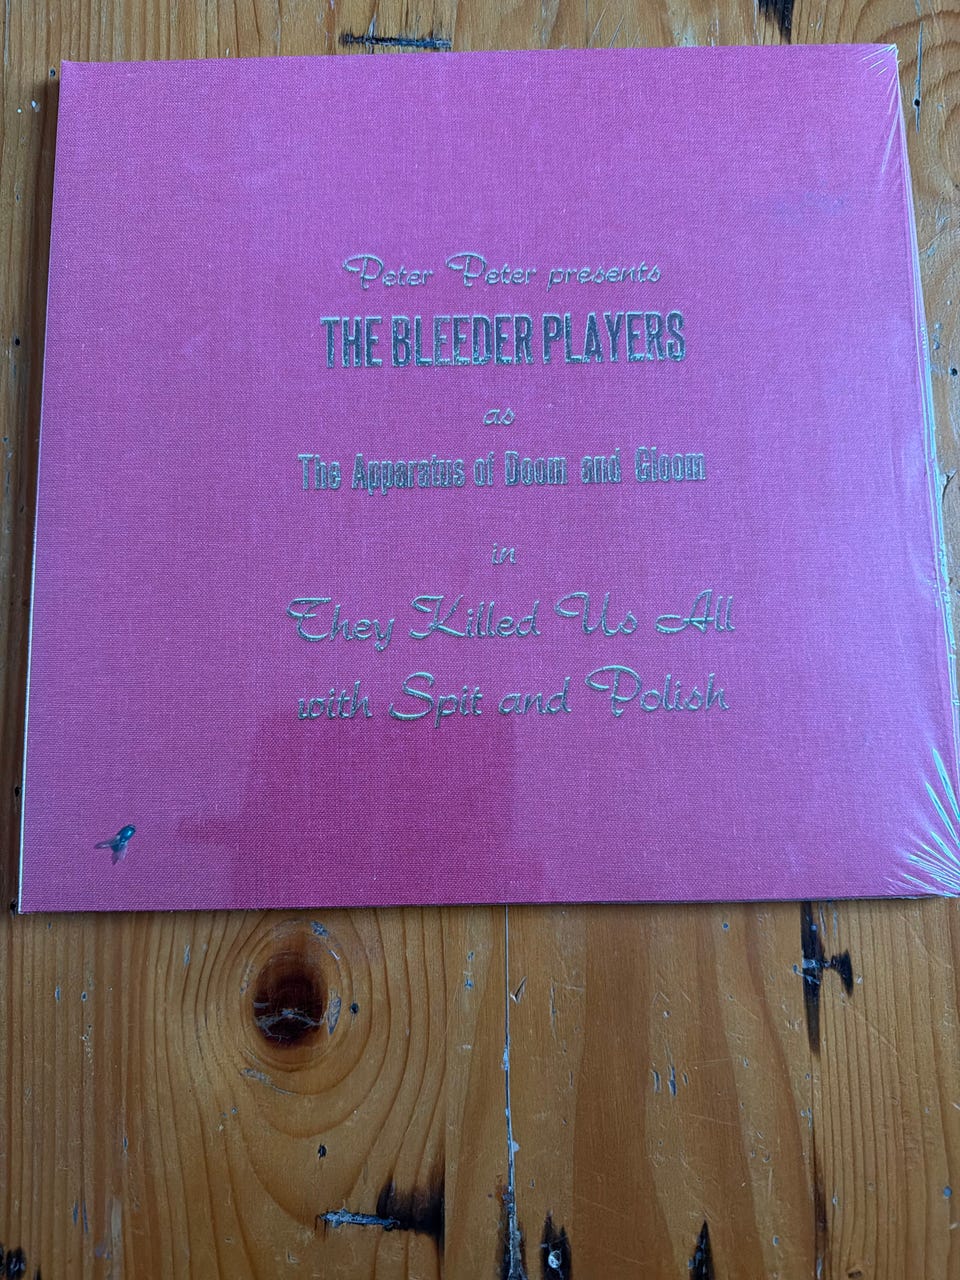 Peter Peter presents
THE BLEEDER PLAYERS
as
The Apparatus of Doom and Gloom
in
They Killed Us All
with Spit and Polish